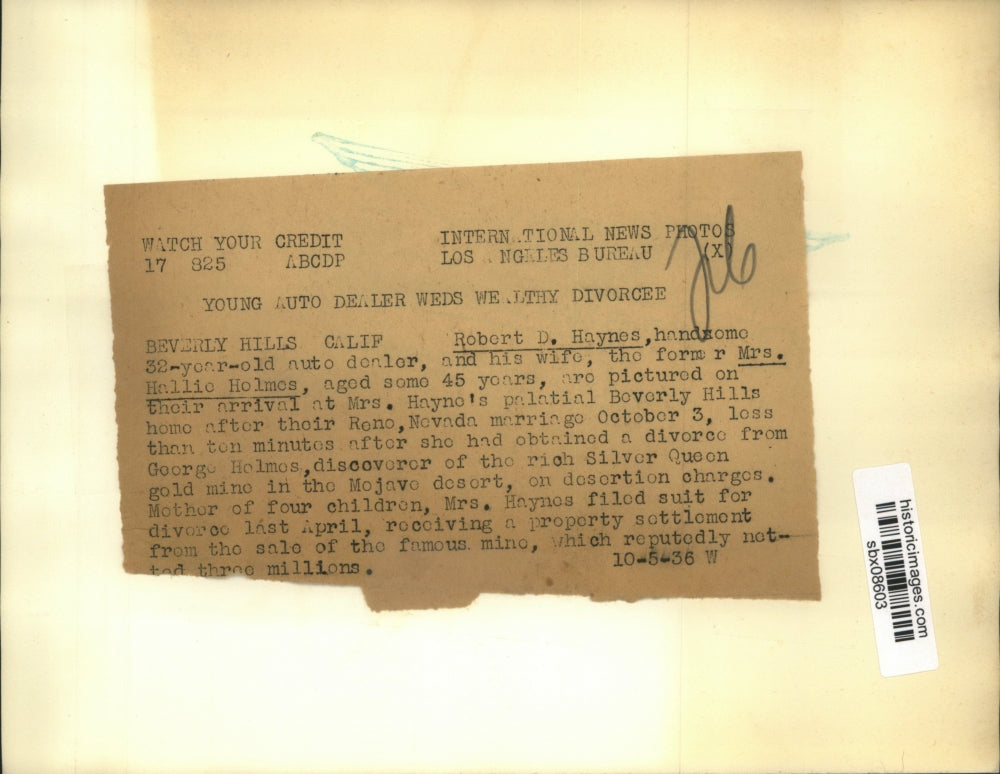 WATCH YOUR CREDIT INTERN.TIONAL NEWS PHOTOS
17 825 ABCDP LOS NGELES BUREAU (X)
YOUNG AUTO DEALER WEDS WE.LTHY DIVORCEE
BEVERLY HILLS CALIF Robert D. Haynes,handsome
32-year-old auto dealer, and his wife, the former Mrs.
Hallie Holmes, aged some 45 years, are pictured on
their arrival at Mrs. Hayne's palatial Beverly Hills
home after their Reno,Nevada marriage October 3, less
than ten minutes after she had obtained a divorce from
George Holmes,discoverer of the rich Silver Queen
gold mine in the Mojave desert, on desertion charges.
Mother of four children, Mrs. Haynes filed suit for
divorce last April, receiving a property settlement
from the sale of the famous mine, which reputedly net-
ted three millions. 10-5-36 W
historicimages.com
sbx08603